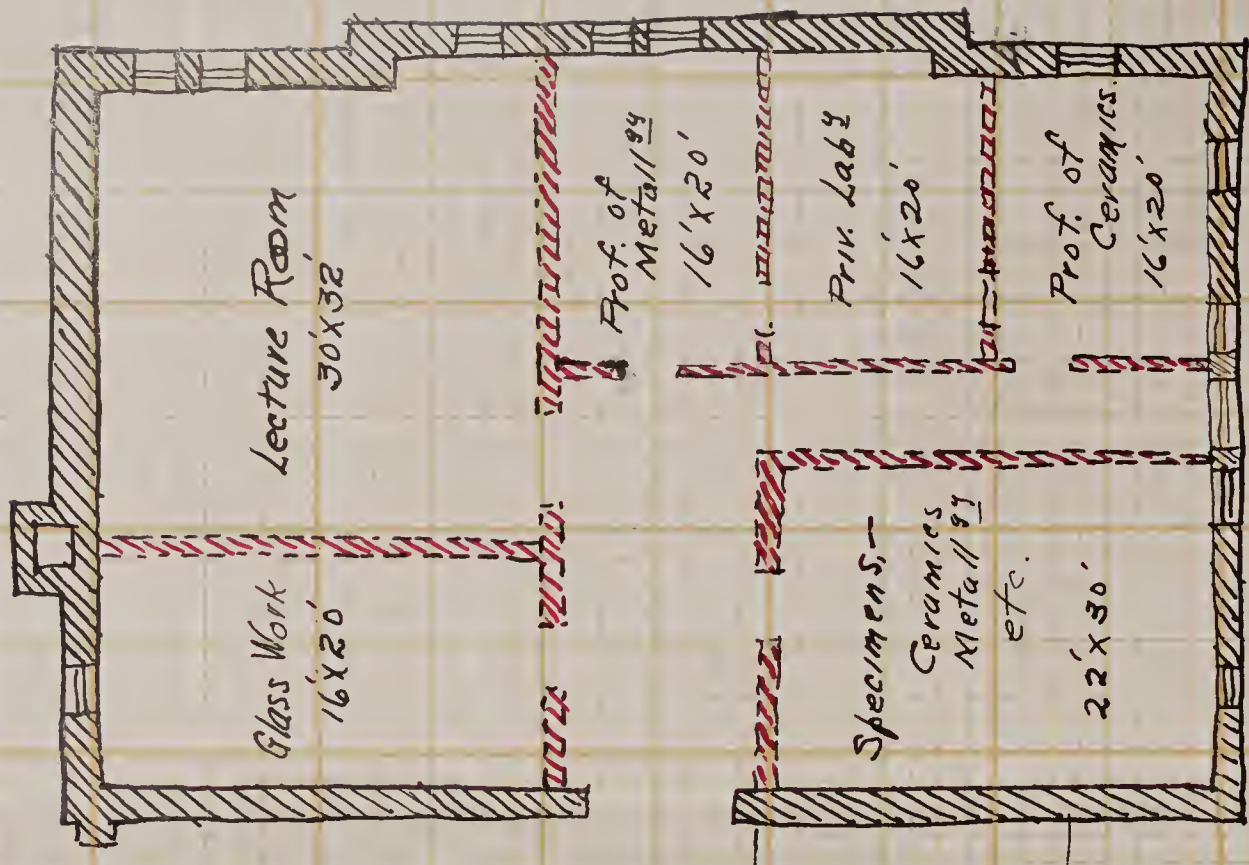 Glass Work
16'x20'
Lecture Room
30'x32'
Prof. of
Metall'gy
16'x20'
Priv. Lab'y
16'x20'
Prof. of
Ceramics.
16'x20'
Specimens,—
Ceramics
Metall'gy
etc.
22'x30'